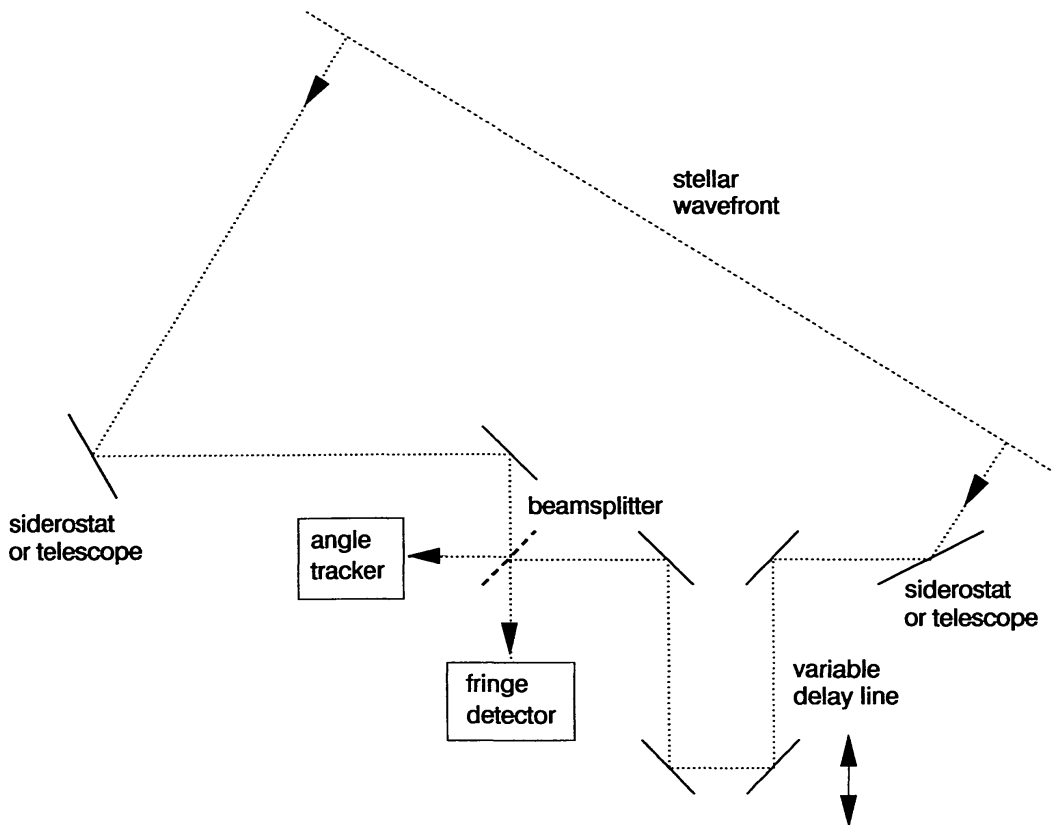 stellar
wavefront
siderostat
or telescope
beamsplitter
angle
tracker
siderostat
or telescope
fringe
detector
variable
delay line